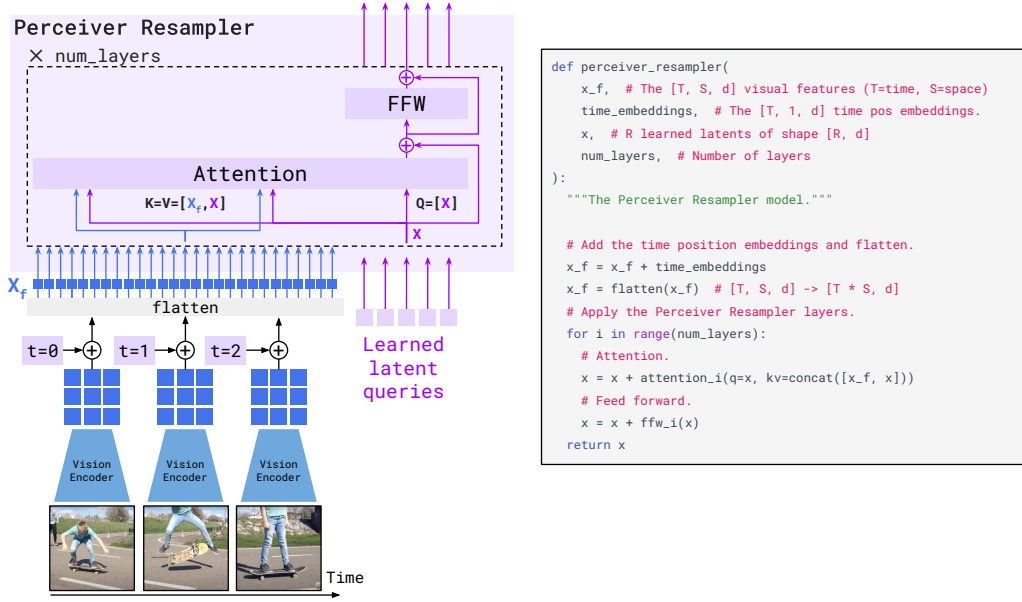 Perceiver Resampler
× num_layers
FFW
Attention
K=V=[Xf,X]
Q=[X]
X
Xf
flatten
t=0
t=1
t=2
Learned
latent
queries
Vision
Encoder
Vision
Encoder
Vision
Encoder
Time
def perceiver_resampler(
    x_f,  # The [T, S, d] visual features (T=time, S=space)
    time_embeddings,  # The [T, 1, d] time pos embeddings.
    x,  # R learned latents of shape [R, d]
    num_layers,  # Number of layers
):
  """The Perceiver Resampler model."""
  # Add the time position embeddings and flatten.
  x_f = x_f + time_embeddings
  x_f = flatten(x_f)  # [T, S, d] -> [T * S, d]
  # Apply the Perceiver Resampler layers.
  for i in range(num_layers):
    # Attention.
    x = x + attention_i(q=x, kv=concat([x_f, x]))
    # Feed forward.
    x = x + ffw_i(x)
  return x